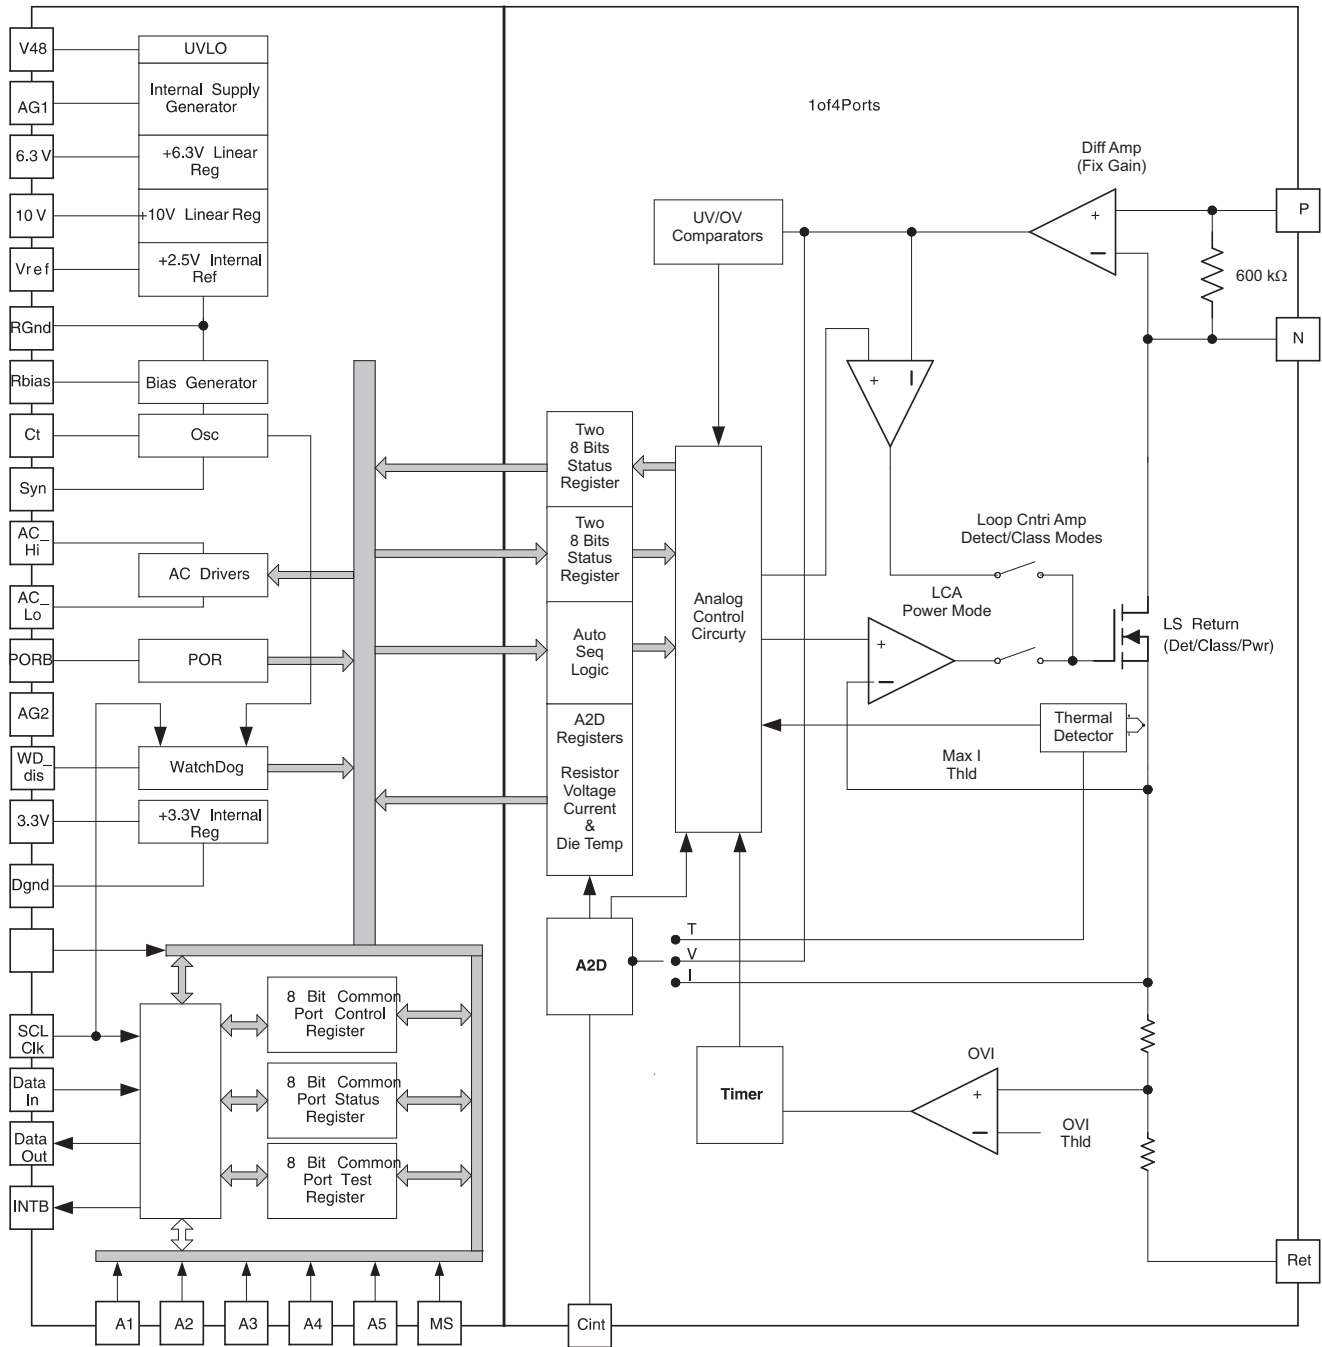 V48
AG1
6.3 V
10 V
Vref
RGnd
Rbias
Ct
Syn
AC_
Hi
AC_
Lo
PORB
AG2
WD_
dis
3.3V
Dgnd
SCL
Clk
Data
In
Data
Out
INTB
UVLO
Internal Supply
Generator
+6.3V Linear
Reg
+10V Linear Reg
+2.5V Internal
Ref
Bias Generator
Osc
AC Drivers
POR
WatchDog
+3.3V Internal
Reg
8 Bit Common
Port Control
Register
8 Bit Common
Port Status
Register
8 Bit Common
Port Test
Register
A1
A2
A3
A4
A5
MS
1of4Ports
Diff Amp
(Fix Gain)
+
−
P
600 kΩ
N
UV/OV
Comparators
+
−
Two
8 Bits
Status
Register
Two
8 Bits
Status
Register
Auto
Seq
Logic
A2D
Registers
Resistor
Voltage
Current
&
Die Temp
Analog
Control
Circurty
Loop Cntri Amp
Detect/Class Modes
LCA
Power Mode
+
−
LS Return
(Det/Class/Pwr)
Thermal
Detector
Max I
Thld
A2D
T
V
I
Timer
OVI
+
−
OVI
Thld
Ret
Cint